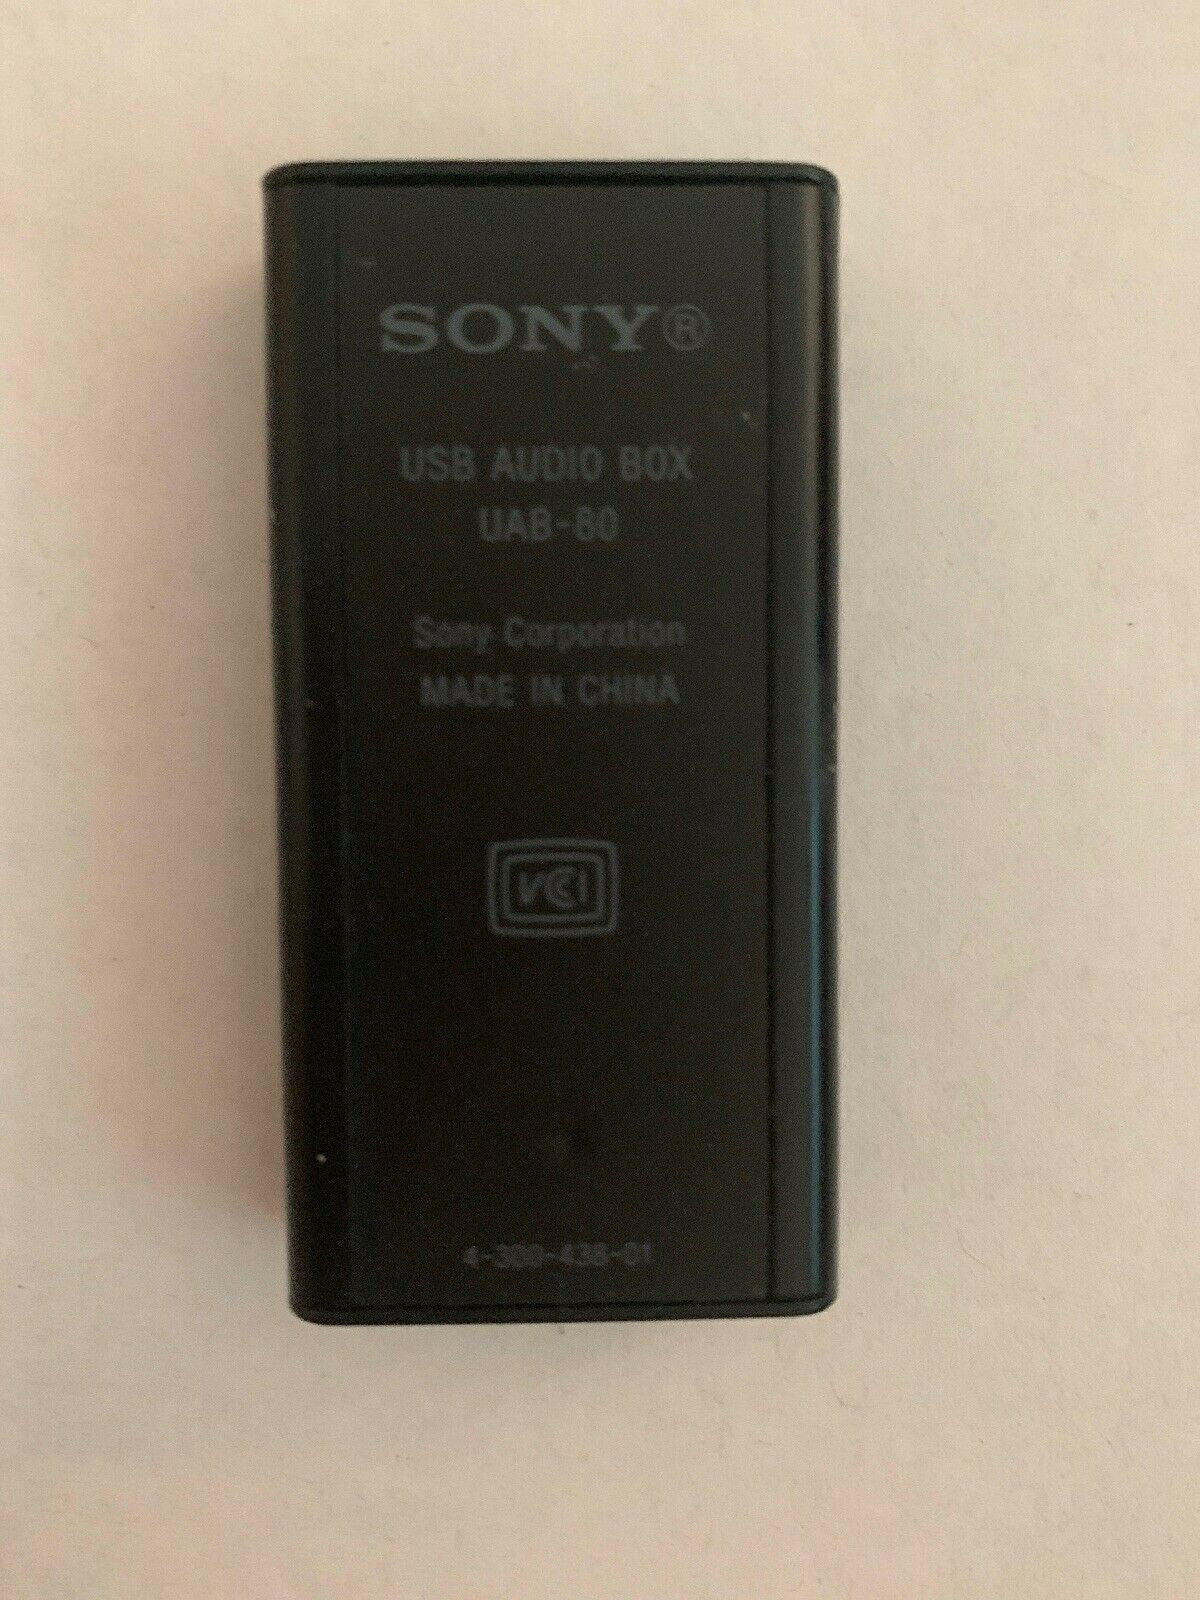 SONY®
USB AUDIO BOX
UAB-80
Sony Corporation
MADE IN CHINA
VCI